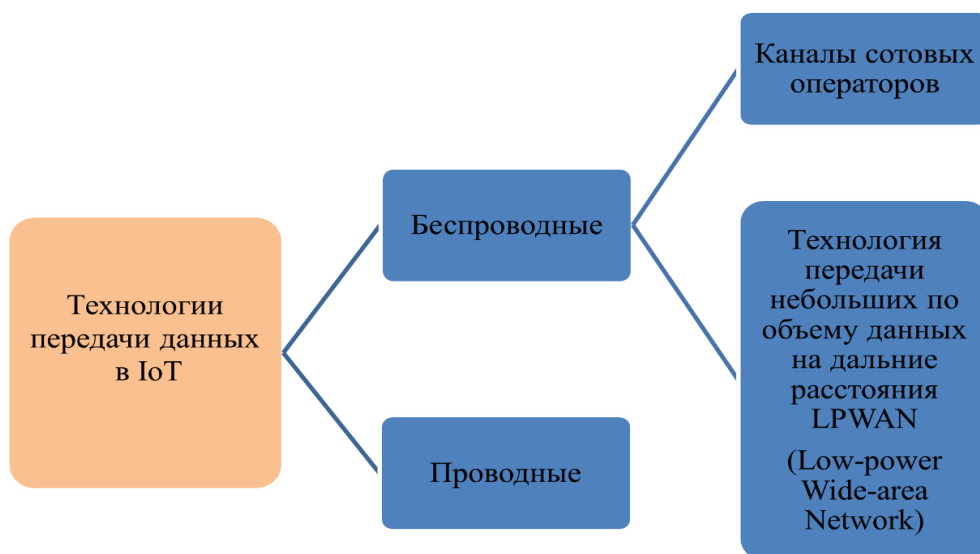 Технологии
передачи данных
в IoT
Беспроводные
Проводные
Каналы сотовых
операторов
Технология
передачи
небольших по
объему данных
на дальние
расстояния
LPWAN
(Low-power
Wide-area
Network)